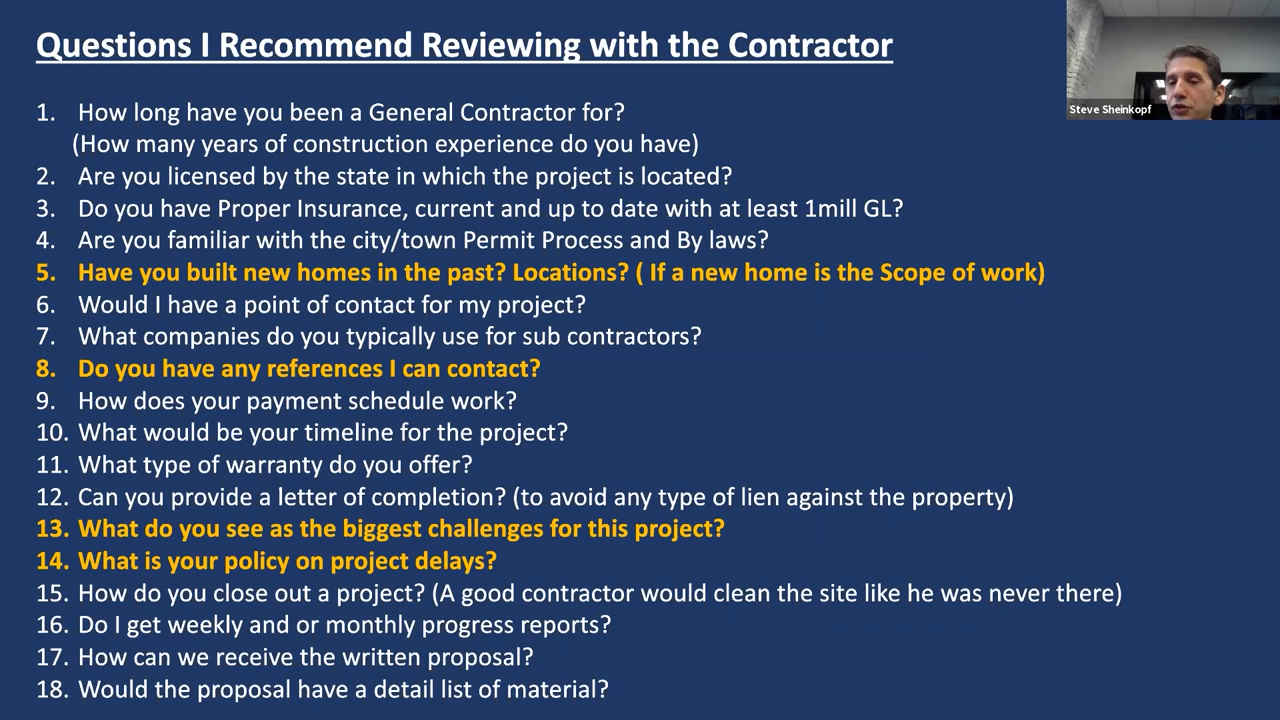 Questions I Recommend Reviewing with the Contractor
Steve Sheinkopf
1. How long have you been a General Contractor for?
(How many years of construction experience do you have)
2. Are you licensed by the state in which the project is located?
3. Do you have Proper Insurance, current and up to date with at least 1mill GL?
4. Are you familiar with the city/town Permit Process and By laws?
5. Have you built new homes in the past? Locations? ( If a new home is the Scope of work)
6. Would I have a point of contact for my project?
7. What companies do you typically use for sub contractors?
8. Do you have any references I can contact?
9. How does your payment schedule work?
10. What would be your timeline for the project?
11. What type of warranty do you offer?
12. Can you provide a letter of completion? (to avoid any type of lien against the property)
13. What do you see as the biggest challenges for this project?
14. What is your policy on project delays?
15. How do you close out a project? (A good contractor would clean the site like he was never there)
16. Do I get weekly and or monthly progress reports?
17. How can we receive the written proposal?
18. Would the proposal have a detail list of material?